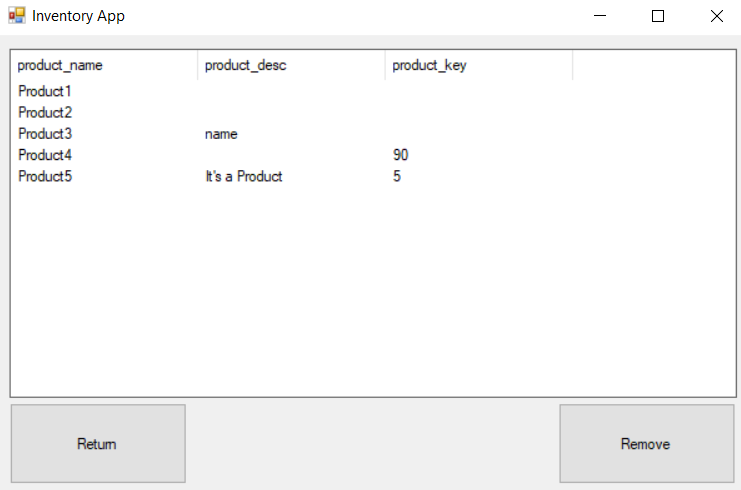 Inventory App
product_name product_desc product_key
Product1
Product2
Product3 name
Product4 90
Product5 It's a Product 5
Return Remove